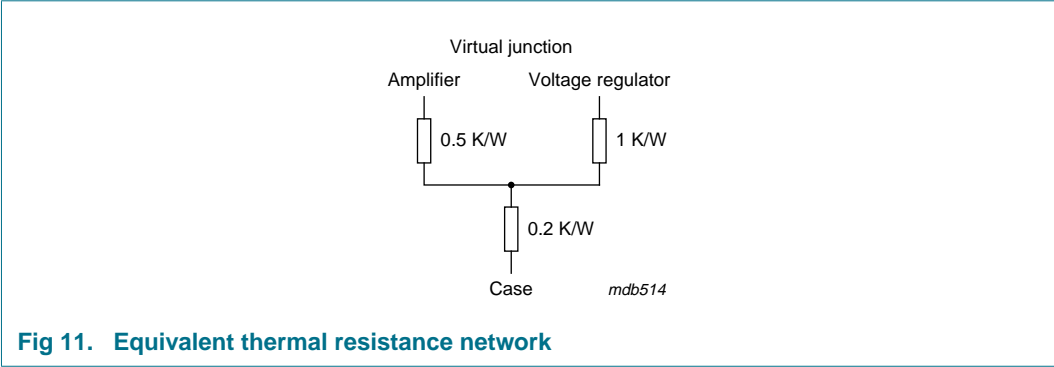 Virtual junction
Amplifier Voltage regulator
0.5 K/W 1 K/W
0.2 K/W
Case mdb514
Fig 11. Equivalent thermal resistance network